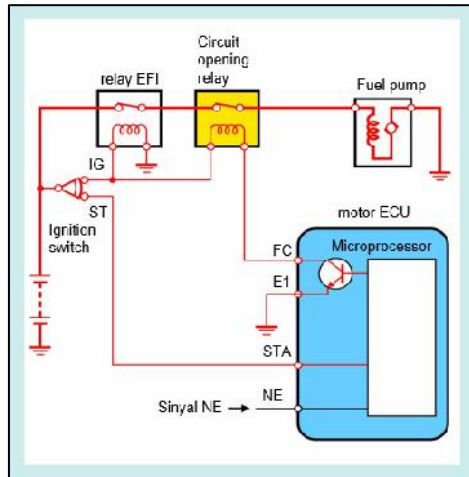 Circuit
opening
relay
relay EFI
Fuel pump
IG
ST
Ignition
switch
motor ECU
Microprocessor
FC
E1
STA
NE
Sinyal NE